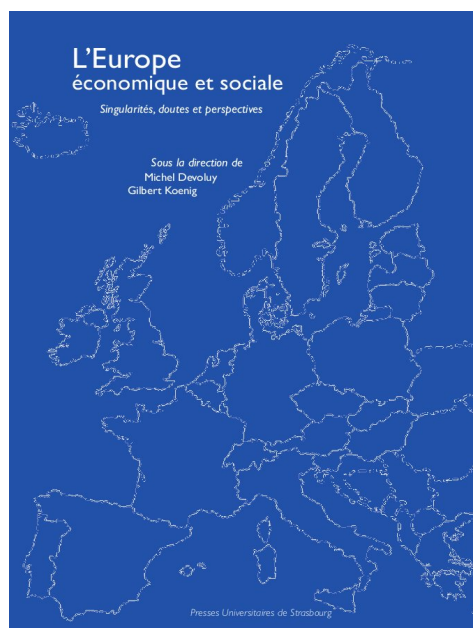 L'Europe
économique et sociale
Singularités, doutes et perspectives
Sous la direction de
Michel Devoluy
Gilbert Koenig
Presses Universitaires de Strasbourg